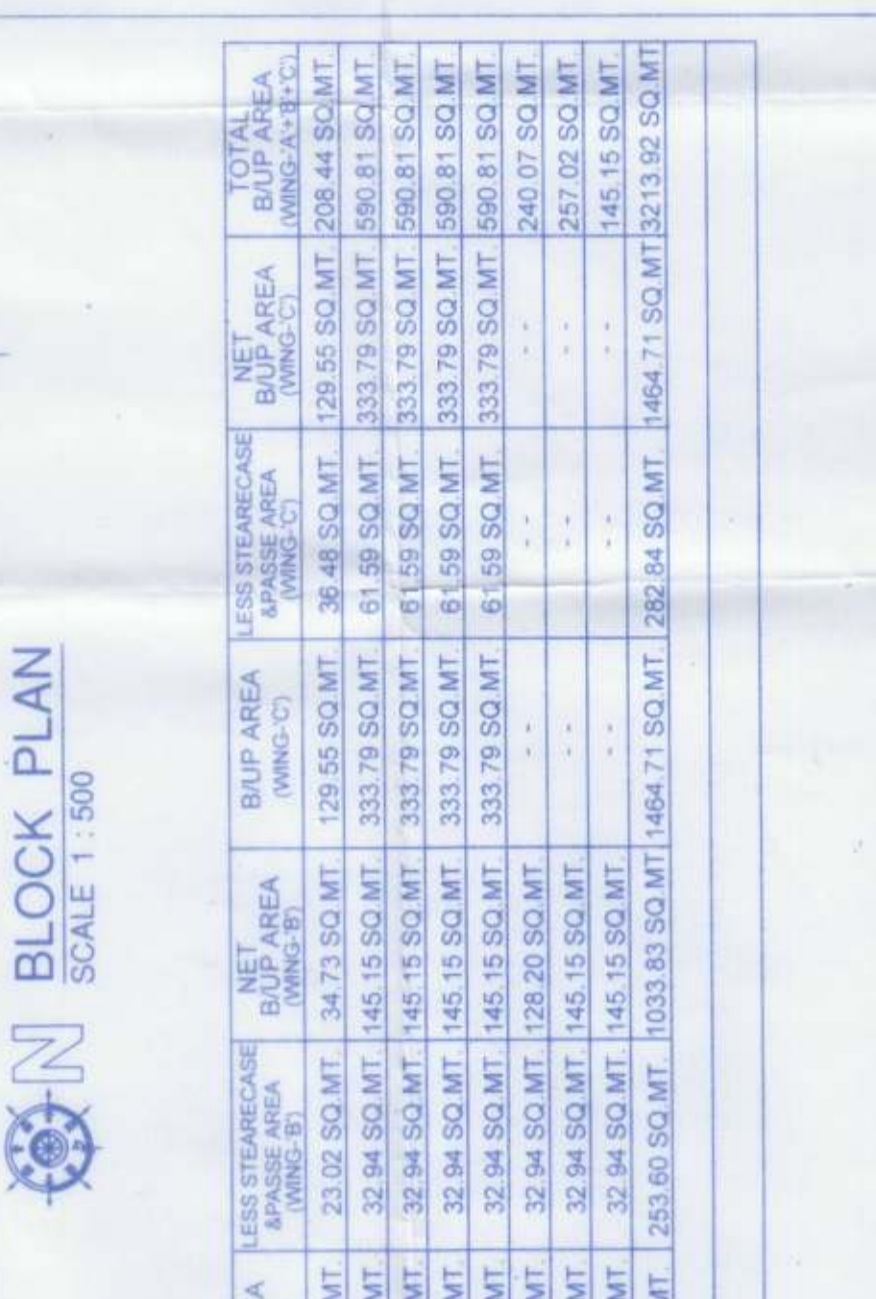 N BLOCK PLAN
SCALE 1 : 500
A LESS STEARECASE &PASSE AREA (WING-'B') NET B/UP AREA (WING-'B') B/UP AREA (WING-'C') LESS STEARECASE &PASSE AREA (WING-'C') NET B/UP AREA (WING-'C') TOTAL B/UP AREA (WING-'A'+'B'+'C')
MT. 23.02 SQ.MT. 34.73 SQ.MT. 129.55 SQ.MT. 36.48 SQ.MT. 129.55 SQ.MT. 208.44 SQ.MT.
MT. 32.94 SQ.MT. 145.15 SQ.MT. 333.79 SQ.MT. 61.59 SQ.MT. 333.79 SQ.MT. 590.81 SQ.MT.
MT. 32.94 SQ.MT. 145.15 SQ.MT. 333.79 SQ.MT. 61.59 SQ.MT. 333.79 SQ.MT. 590.81 SQ.MT.
MT. 32.94 SQ.MT. 145.15 SQ.MT. 333.79 SQ.MT. 61.59 SQ.MT. 333.79 SQ.MT. 590.81 SQ.MT.
MT. 32.94 SQ.MT. 145.15 SQ.MT. 333.79 SQ.MT. 61.59 SQ.MT. 333.79 SQ.MT. 590.81 SQ.MT.
MT. 32.94 SQ.MT. 128.20 SQ.MT. - - - - - - 240.07 SQ.MT.
MT. 32.94 SQ.MT. 145.15 SQ.MT. - - - - - - 257.02 SQ.MT.
MT. 32.94 SQ.MT. 145.15 SQ.MT. - - - - - - 145.15 SQ.MT.
MT. 253.60 SQ.MT. 1033.83 SQ.MT 1464.71 SQ.MT. 282.84 SQ.MT. 1464.71 SQ.MT. 3213.92 SQ.MT